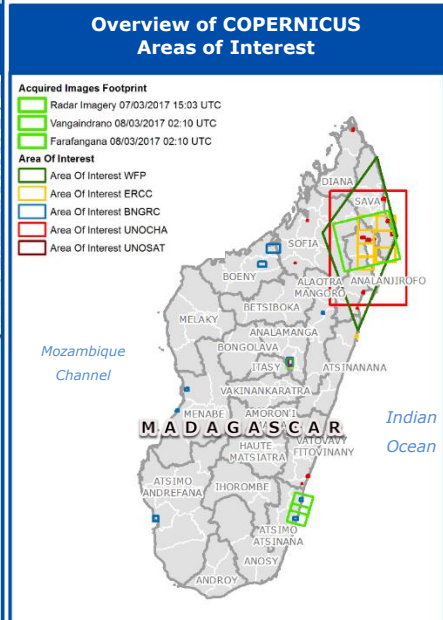 Overview of COPERNICUS
Areas of Interest
Acquired Images Footprint
Radar Imagery 07/03/2017 15:03 UTC
Vangaindrano 08/03/2017 02:10 UTC
Farafangana 08/03/2017 02:10 UTC
Area Of Interest
Area Of Interest WFP
Area Of Interest ERCC
Area Of Interest BNGRC
Area Of Interest UNOCHA
Area Of Interest UNOSAT
DIANA
SAVA
SOFIA
BOENY
ALAOTRA
MANGORO
ANALANJIROFO
BETSIBOKA
MELAKY
ANALAMANGA
BONGOLAVA
Mozambique
Channel
ITASY
ATSINANANA
VAKINANKARATRA
MENABE
AMORON'I
MADAGASCAR
Indian
Ocean
HAUTE
MATSIATRA
VATOVAVY
FITOVINANY
ATSIMO
ANDREFANA
IHOROMBE
ATSIMO
ATSINANA
ANOSY
ANDROY